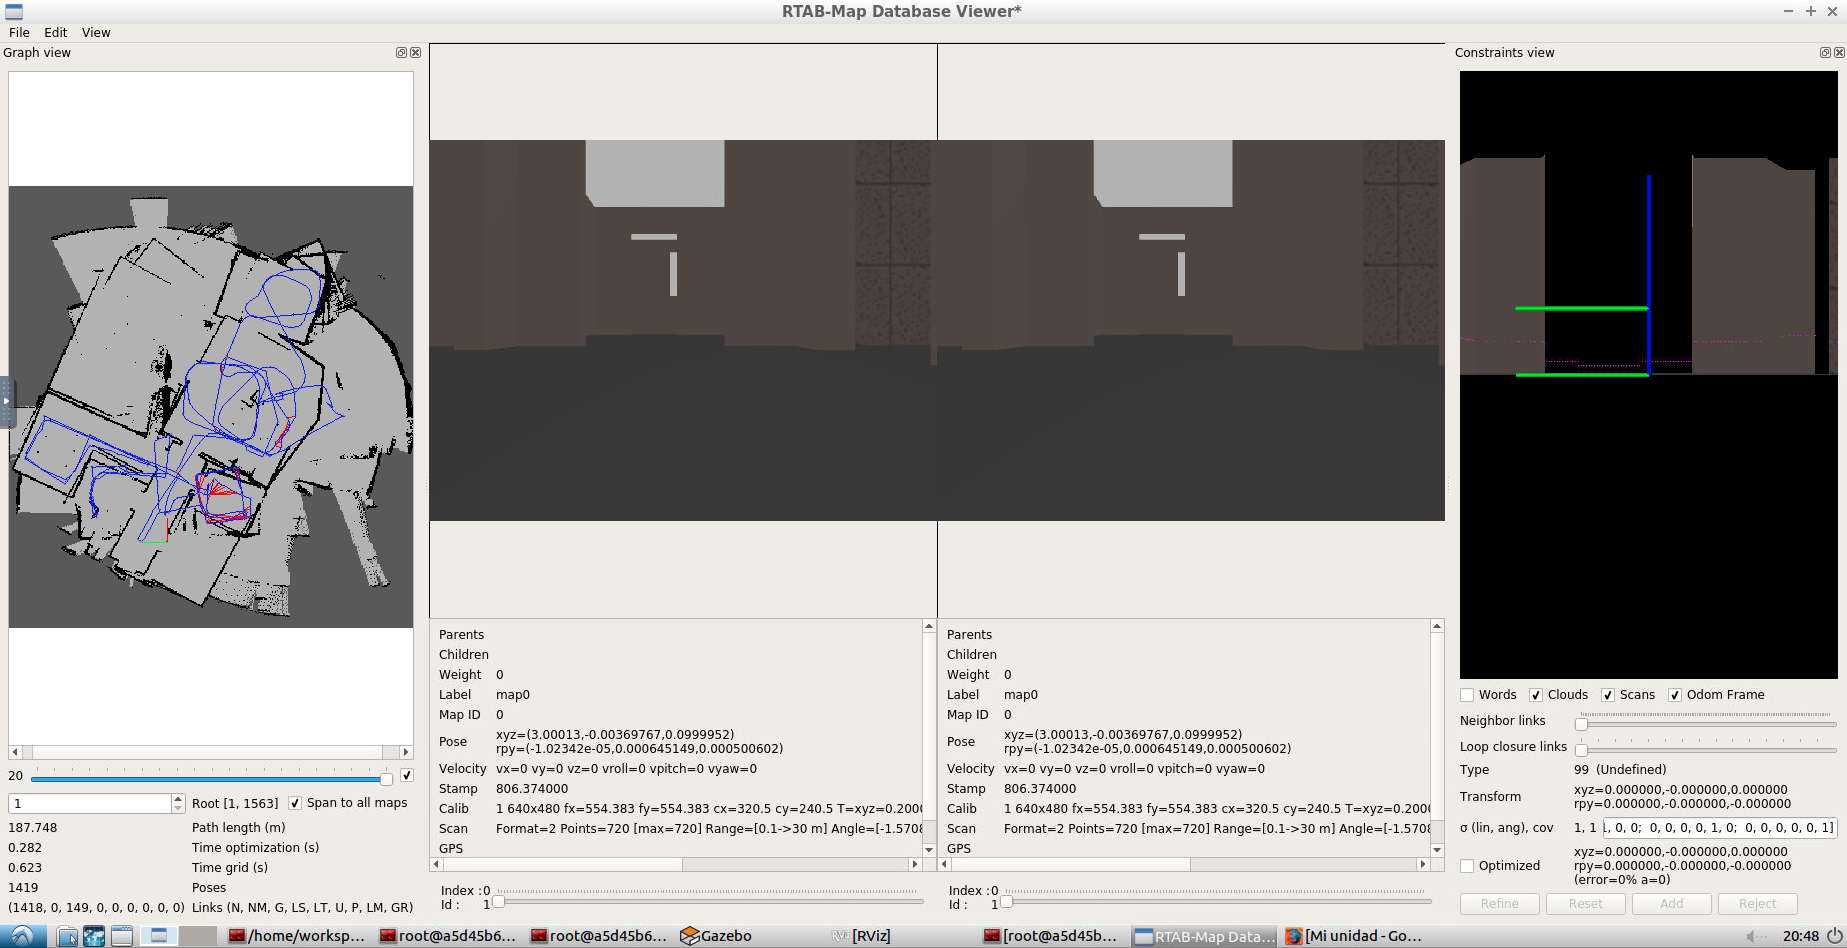 RTAB-Map Database Viewer*
File Edit View
Graph view
Constraints view
20
1
Root [1, 1563]
Span to all maps
187.748 Path length (m)
0.282 Time optimization (s)
0.623 Time grid (s)
1419 Poses
(1418, 0, 149, 0, 0, 0, 0, 0, 0) Links (N, NM, G, LS, LT, U, P, LM, GR)
Parents
Children
Weight 0
Label map0
Map ID 0
Pose xyz=(3.00013,-0.00369767,0.0999952)
rpy=(-1.02342e-05,0.000645149,0.000500602)
Velocity vx=0 vy=0 vz=0 vroll=0 vpitch=0 vyaw=0
Stamp 806.374000
Calib 1 640x480 fx=554.383 fy=554.383 cx=320.5 cy=240.5 T=xyz=0.2000
Scan Format=2 Points=720 [max=720] Range=[0.1->30 m] Angle=[-1.5708
GPS
Index : 0
Id : 1
Parents
Children
Weight 0
Label map0
Map ID 0
Pose xyz=(3.00013,-0.00369767,0.0999952)
rpy=(-1.02342e-05,0.000645149,0.000500602)
Velocity vx=0 vy=0 vz=0 vroll=0 vpitch=0 vyaw=0
Stamp 806.374000
Calib 1 640x480 fx=554.383 fy=554.383 cx=320.5 cy=240.5 T=xyz=0.2000
Scan Format=2 Points=720 [max=720] Range=[0.1->30 m] Angle=[-1.5708
GPS
Index : 0
Id : 1
Words Clouds Scans Odom Frame
Neighbor links
Loop closure links
Type 99 (Undefined)
Transform xyz=0.000000,-0.000000,0.000000
rpy=0.000000,-0.000000,-0.000000
σ (lin, ang), cov 1, 1 1, 0, 0; 0, 0, 0, 0, 1, 0; 0, 0, 0, 0, 0, 1]
Optimized xyz=0.000000,-0.000000,0.000000
rpy=0.000000,-0.000000,-0.000000
(error=0% a=0)
Refine Reset Add Reject
/home/worksp... root@a5d45b6... root@a5d45b6... Gazebo [RViz] [root@a5d45b... RTAB-Map Data... [Mi unidad - Go... 20:48